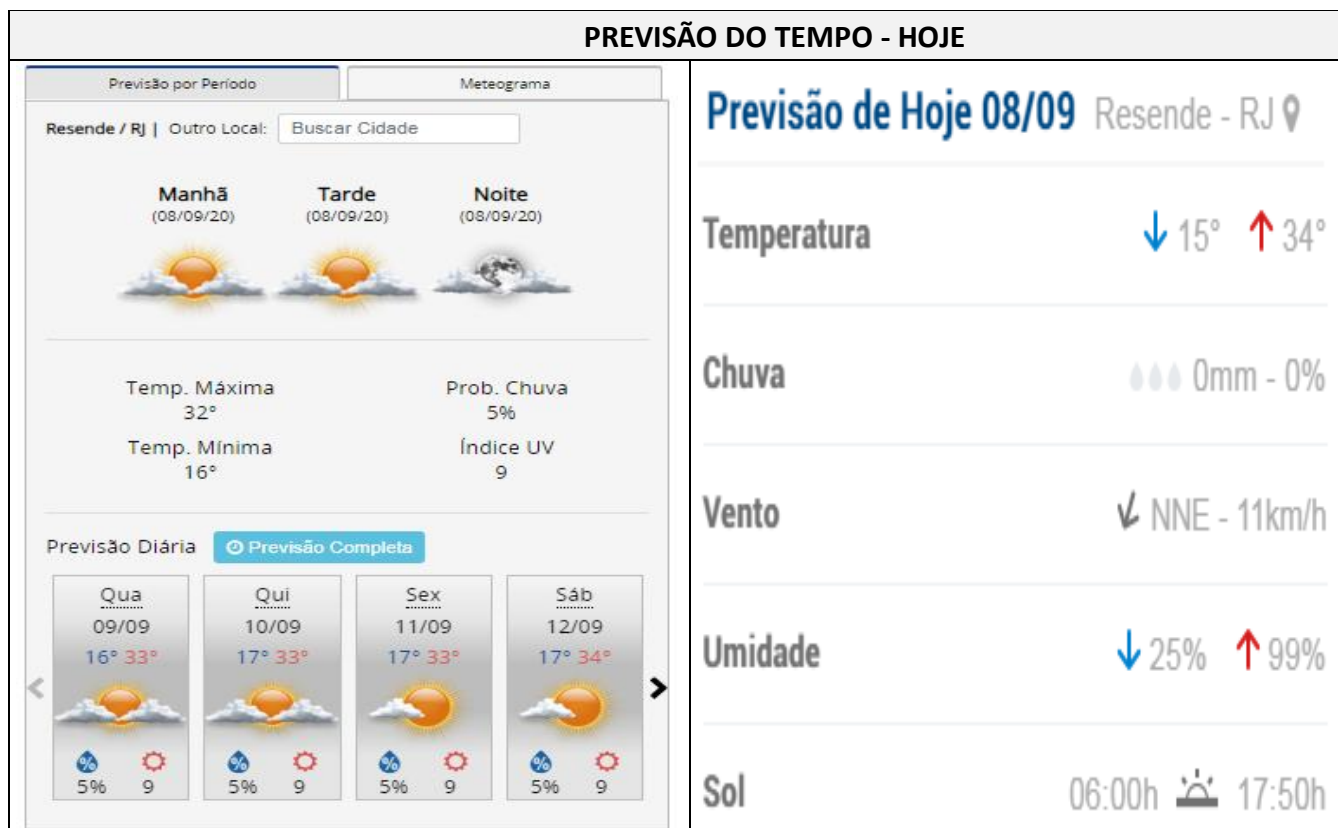 PREVISÃO DO TEMPO - HOJE
Previsão por Período
Meteograma
Resende / RJ | Outro Local: Buscar Cidade
Manhã Tarde Noite
(08/09/20) (08/09/20) (08/09/20)
Temp. Máxima Prob. Chuva
32° 5%
Temp. Mínima Índice UV
16° 9
Previsão Diária Previsão Completa
Qua Qui Sex Sáb
09/09 10/09 11/09 12/09
16° 33° 17° 33° 17° 33° 17° 34°
% % % %
5% 9 5% 9 5% 9 5% 9
Previsão de Hoje 08/09 Resende - RJ
Temperatura ↓ 15° ↑ 34°
Chuva 0mm - 0%
Vento NNE - 11km/h
Umidade ↓ 25% ↑ 99%
Sol 06:00h 17:50h